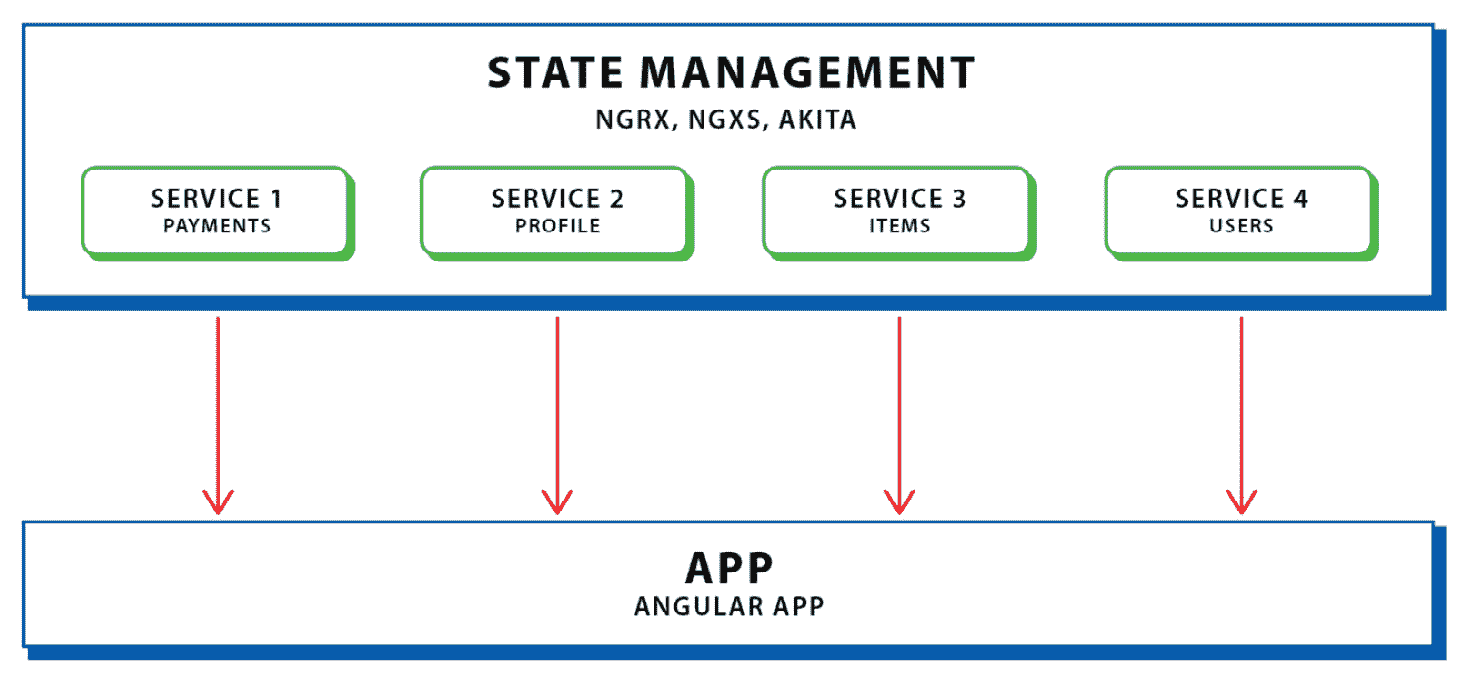 STATE MANAGEMENT
NGRX, NGXS, AKITA
SERVICE 1
PAYMENTS
SERVICE 2
PROFILE
SERVICE 3
ITEMS
SERVICE 4
USERS
APP
ANGULAR APP